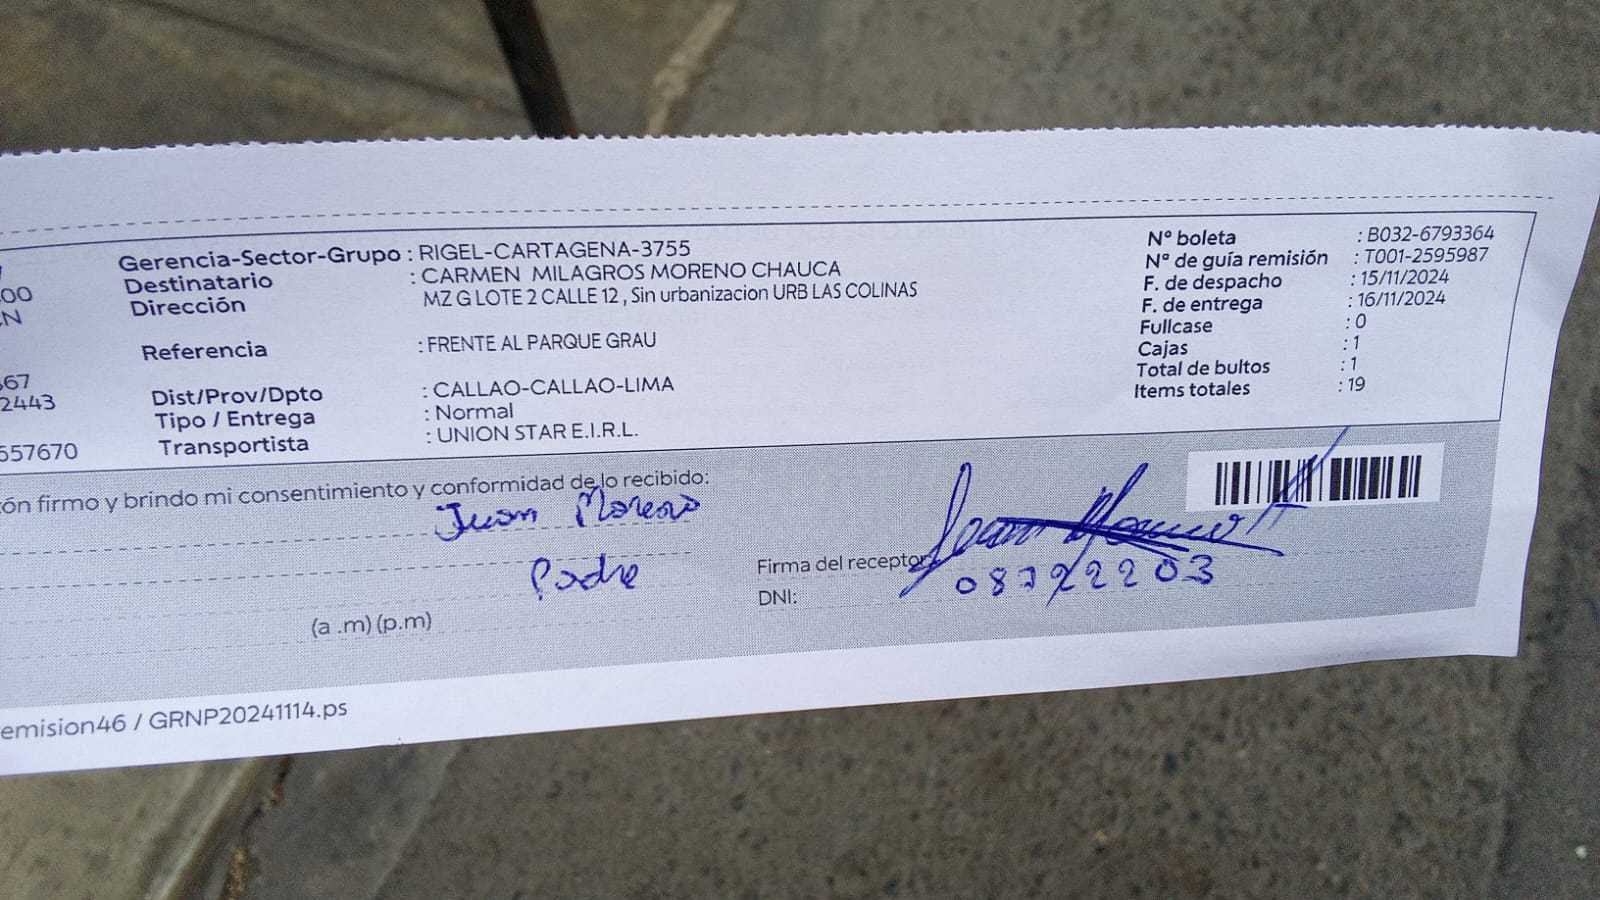 Gerencia-Sector-Grupo : RIGEL-CARTAGENA-3755
Destinatario : CARMEN MILAGROS MORENO CHAUCA
Dirección MZ G LOTE 2 CALLE 12 , Sin urbanizacion URB LAS COLINAS
Referencia : FRENTE AL PARQUE GRAU
Dist/Prov/Dpto : CALLAO-CALLAO-LIMA
Tipo / Entrega : Normal
Transportista : UNION STAR E.I.R.L.
00
CN
567
2443
557670
N° boleta : B032-6793364
N° de guía remisión : T001-2595987
F. de despacho : 15/11/2024
F. de entrega : 16/11/2024
Fullcase : 0
Cajas : 1
Total de bultos : 1
Items totales : 19
ón firmo y brindo mi consentimiento y conformidad de lo recibido:
Juan Moreno
Padre
(a .m) (p.m)
Firma del receptor:
Juan Moreno
DNI:
emision46 / GRNP20241114.ps